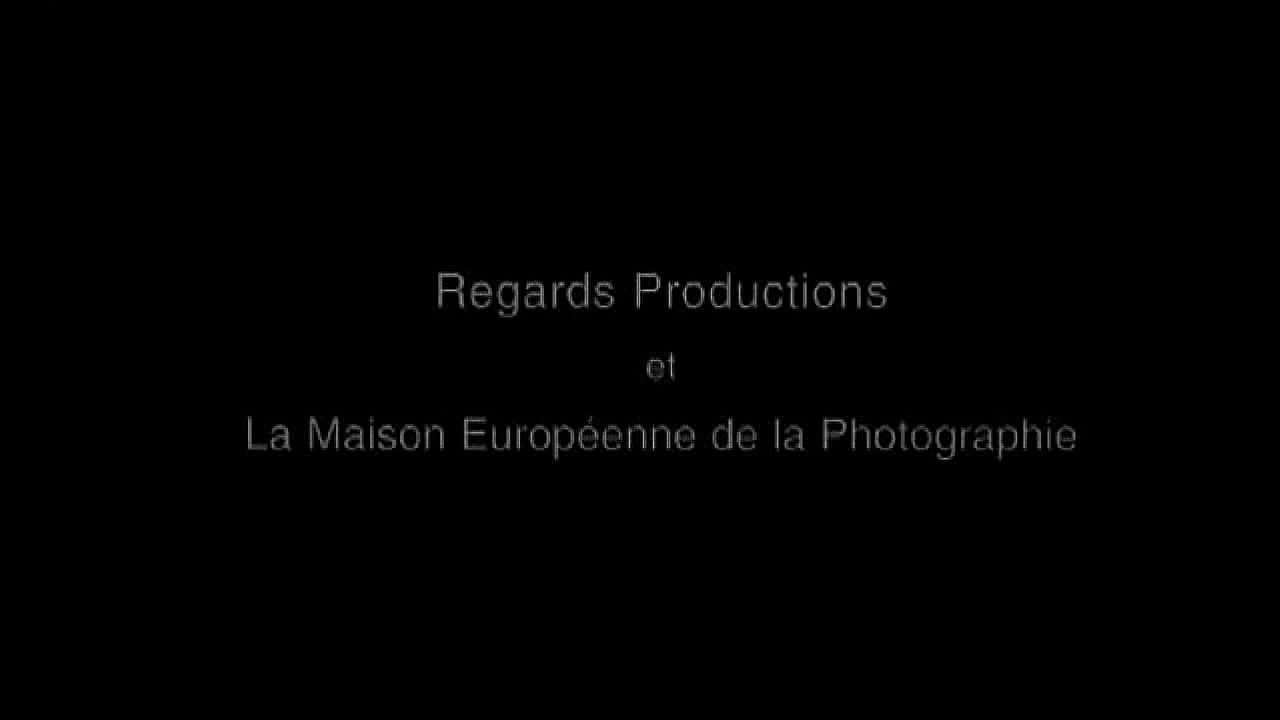 Regards Productions
et
La Maison Européenne de la Photographie